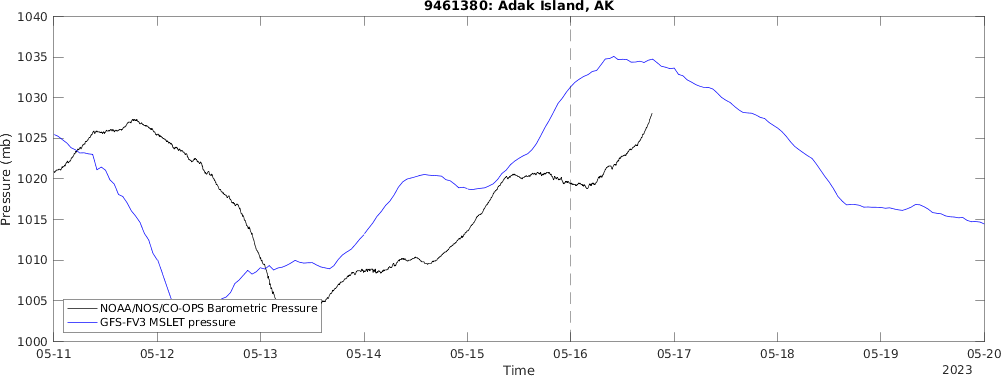 9461380: Adak Island, AK
Pressure (mb)
1040
1035
1030
1025
1020
1015
1010
1005
1000
NOAA/NOS/CO-OPS Barometric Pressure
GFS-FV3 MSLET pressure
05-11 05-12 05-13 05-14 05-15 05-16 05-17 05-18 05-19 05-20
Time
2023